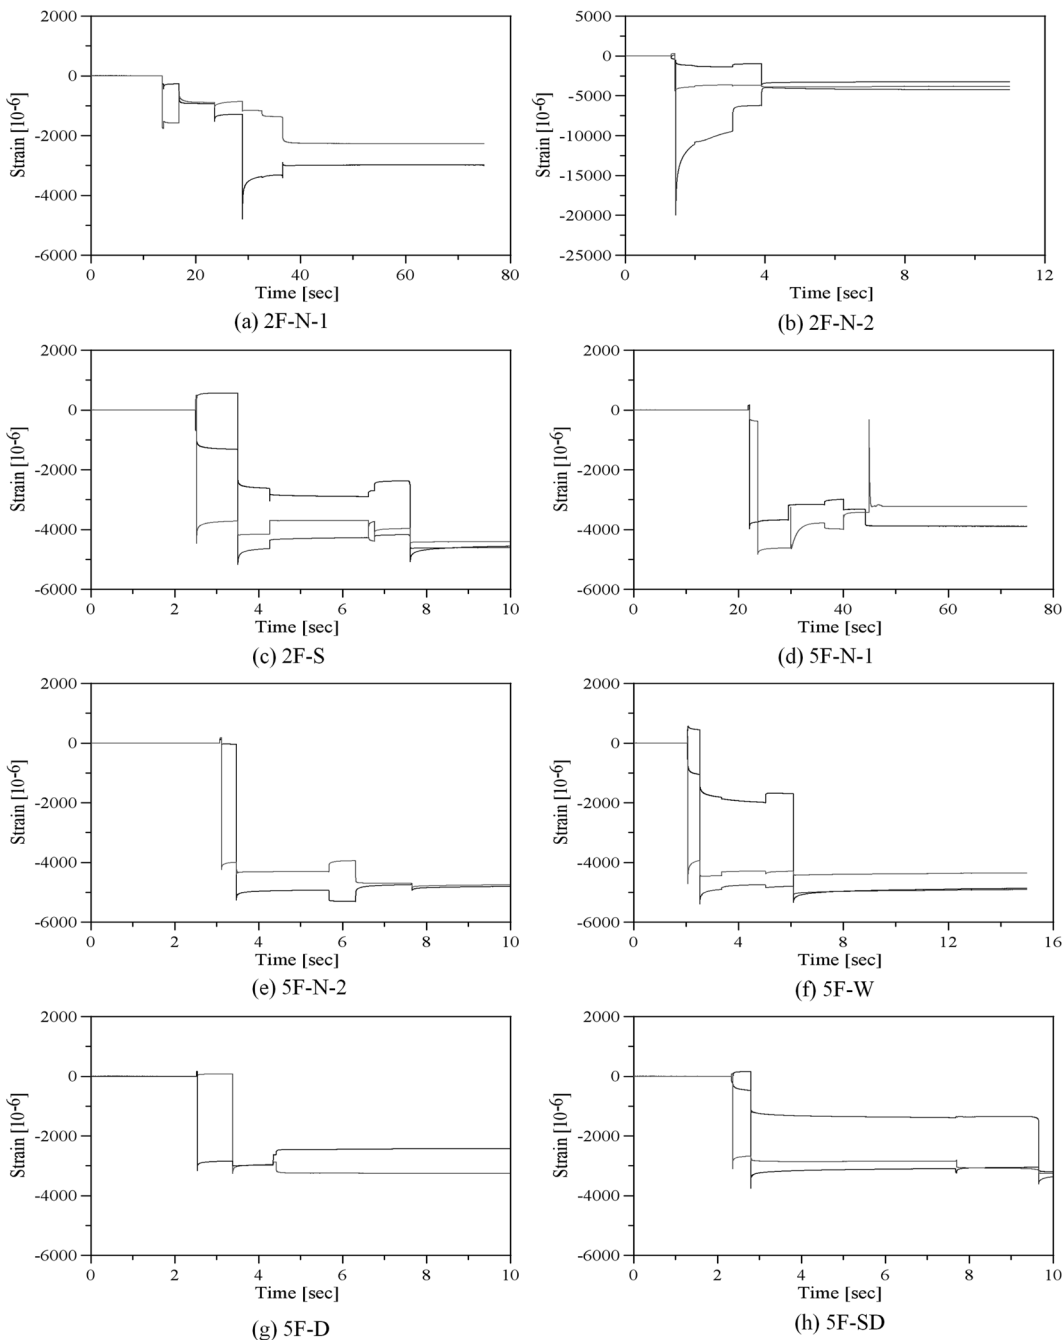 2000
0
-2000
-4000
-6000
Strain [10-6]
0 20 40 60 80
Time [sec]
(a) 2F-N-1
5000
0
-5000
-10000
-15000
-20000
-25000
Strain [10-6]
0 4 8 12
Time [sec]
(b) 2F-N-2
2000
0
-2000
-4000
-6000
Strain [10-6]
0 2 4 6 8 10
Time [sec]
(c) 2F-S
2000
0
-2000
-4000
-6000
Strain [10-6]
0 20 40 60 80
Time [sec]
(d) 5F-N-1
2000
0
-2000
-4000
-6000
Strain [10-6]
0 2 4 6 8 10
Time [sec]
(e) 5F-N-2
2000
0
-2000
-4000
-6000
Strain [10-6]
0 4 8 12 16
Time [sec]
(f) 5F-W
2000
0
-2000
-4000
-6000
Strain [10-6]
0 2 4 6 8 10
Time [sec]
(g) 5F-D
2000
0
-2000
-4000
-6000
Strain [10-6]
0 2 4 6 8 10
Time [sec]
(h) 5F-SD